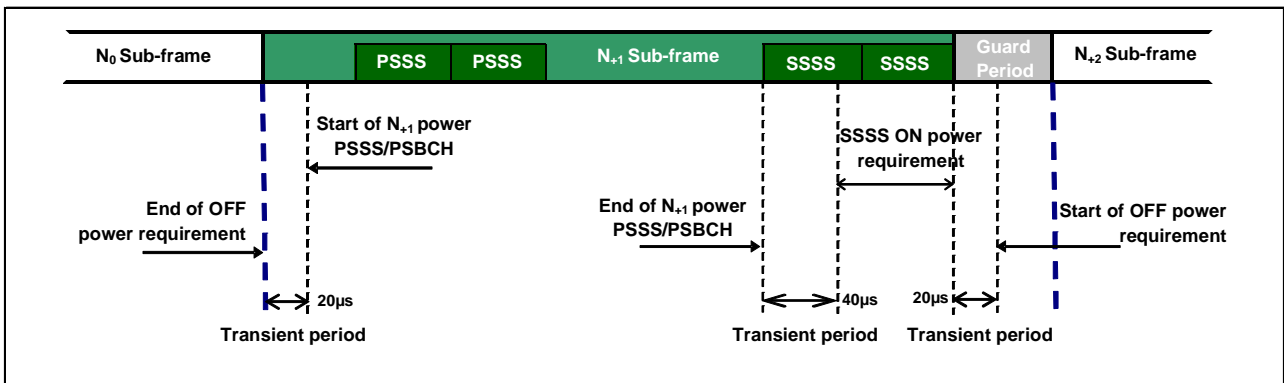 N₀ Sub-frame
PSSS
PSSS
N₊₁ Sub-frame
SSSS
SSSS
Guard
Period
N₊₂ Sub-frame
Start of N₊₁ power
PSSS/PSBCH
SSSS ON power
requirement
End of OFF
power requirement
End of N₊₁ power
PSSS/PSBCH
Start of OFF power
requirement
20µs
40µs
20µs
Transient period
Transient period
Transient period